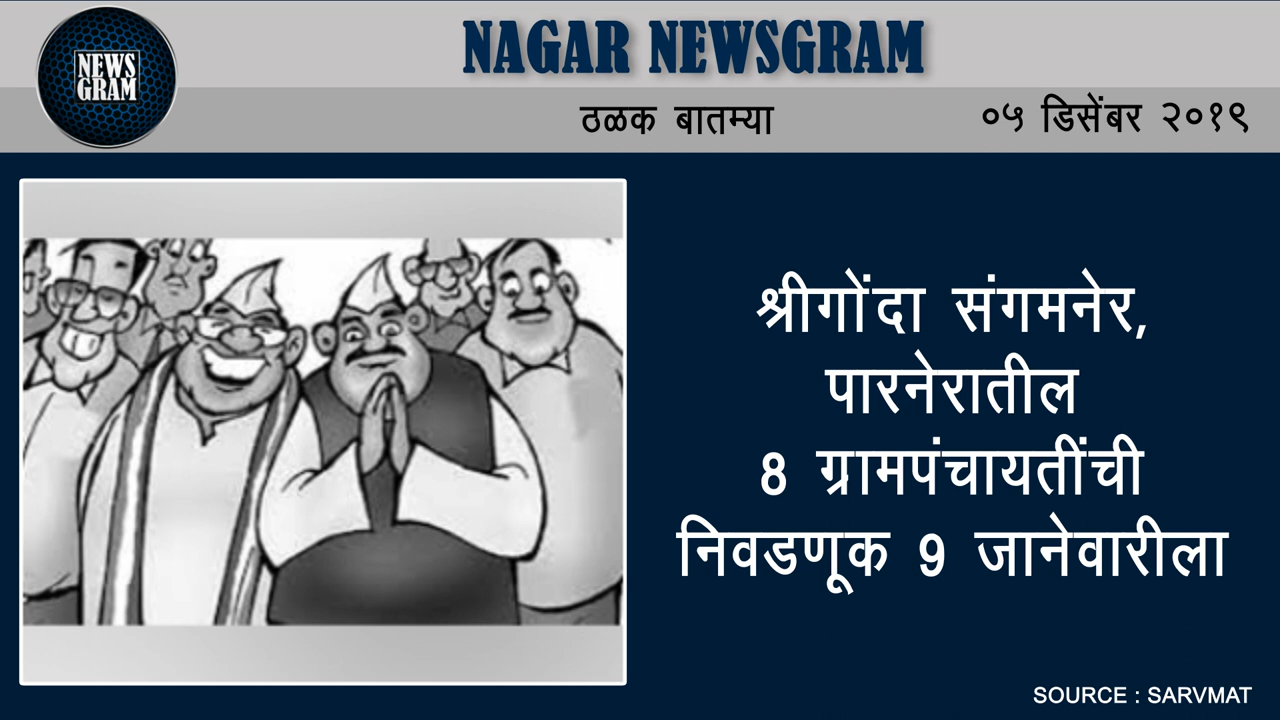 NEWS
GRAM
NAGAR NEWSGRAM
ठळक बातम्या
०५ डिसेंबर २०१९
श्रीगोंदा संगमनेर,
पारनेरातील
8 ग्रामपंचायतींची
निवडणूक 9 जानेवारीला
SOURCE : SARVMAT